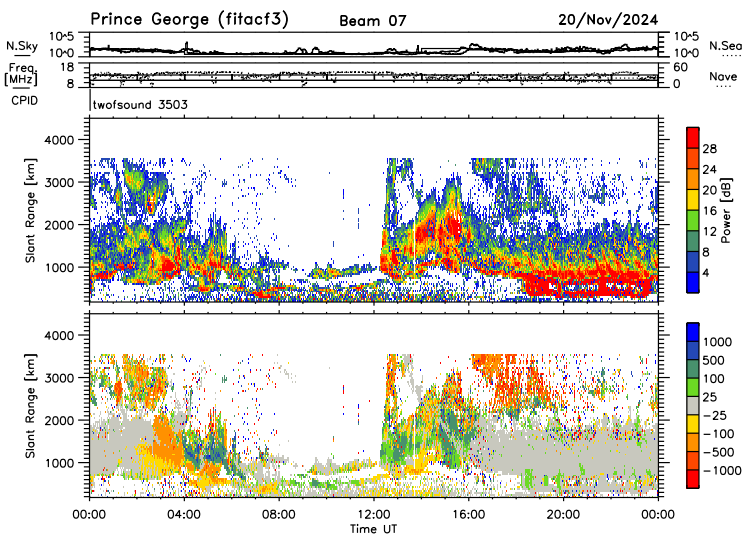 Prince George (fitacf3) Beam 07 20/Nov/2024
N.Sky 10^5 10^0 10^5 10^0 N.Sea
Freq. [MHz] 18 8 60 0 Nave
CPID twofsound 3503
Slant Range [km] 4000 3000 2000 1000
28 24 20 16 12 8 4 Power [dB]
Slant Range [km] 4000 3000 2000 1000
1000 500 100 25 -25 -100 -500 -1000
00:00 04:00 08:00 12:00 16:00 20:00 00:00
Time UT